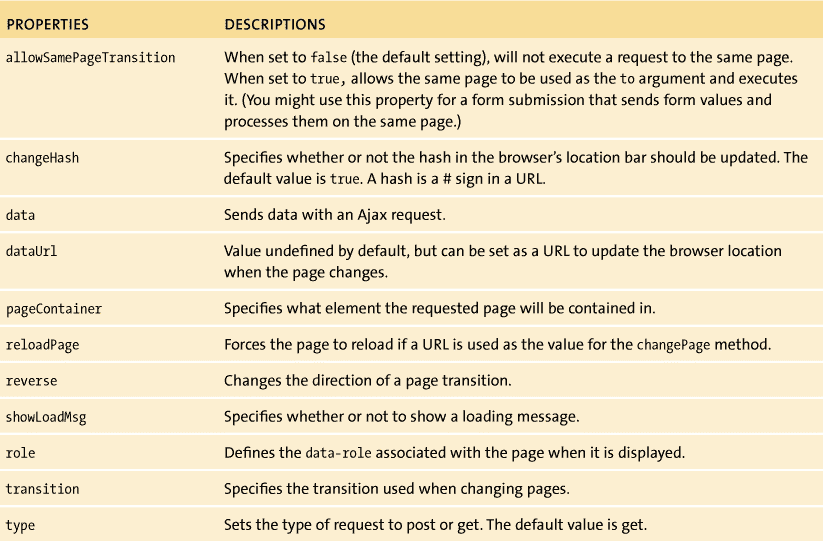 PROPERTIES DESCRIPTIONS
allowSamePageTransition When set to false (the default setting), will not execute a request to the same page.
When set to true, allows the same page to be used as the to argument and executes
it. (You might use this property for a form submission that sends form values and
processes them on the same page.)
changeHash Specifies whether or not the hash in the browser’s location bar should be updated. The
default value is true. A hash is a # sign in a URL.
data Sends data with an Ajax request.
dataUrl Value undefined by default, but can be set as a URL to update the browser location
when the page changes.
pageContainer Specifies what element the requested page will be contained in.
reloadPage Forces the page to reload if a URL is used as the value for the changePage method.
reverse Changes the direction of a page transition.
showLoadMsg Specifies whether or not to show a loading message.
role Defines the data-role associated with the page when it is displayed.
transition Specifies the transition used when changing pages.
type Sets the type of request to post or get. The default value is get.